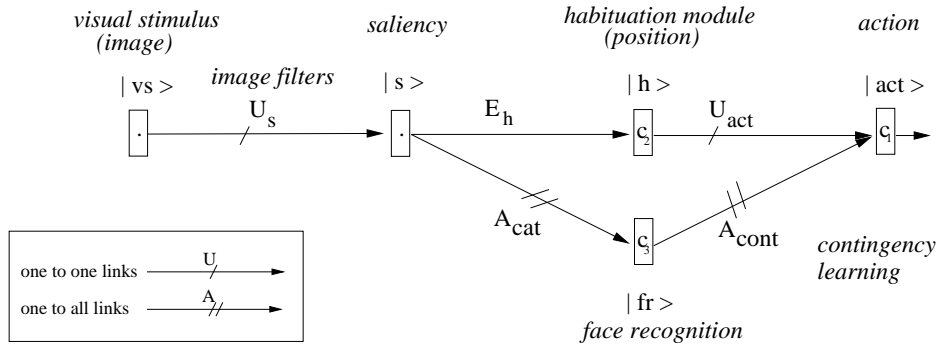 visual stimulus
(image)
saliency
habituation module
(position)
action
image filters
| vs >
| s >
| h >
| act >
U_s
E_h
U_act
·
·
c_2
c_1
A_cat
A_cont
c_3
contingency
learning
| fr >
face recognition
U
one to one links
A
one to all links